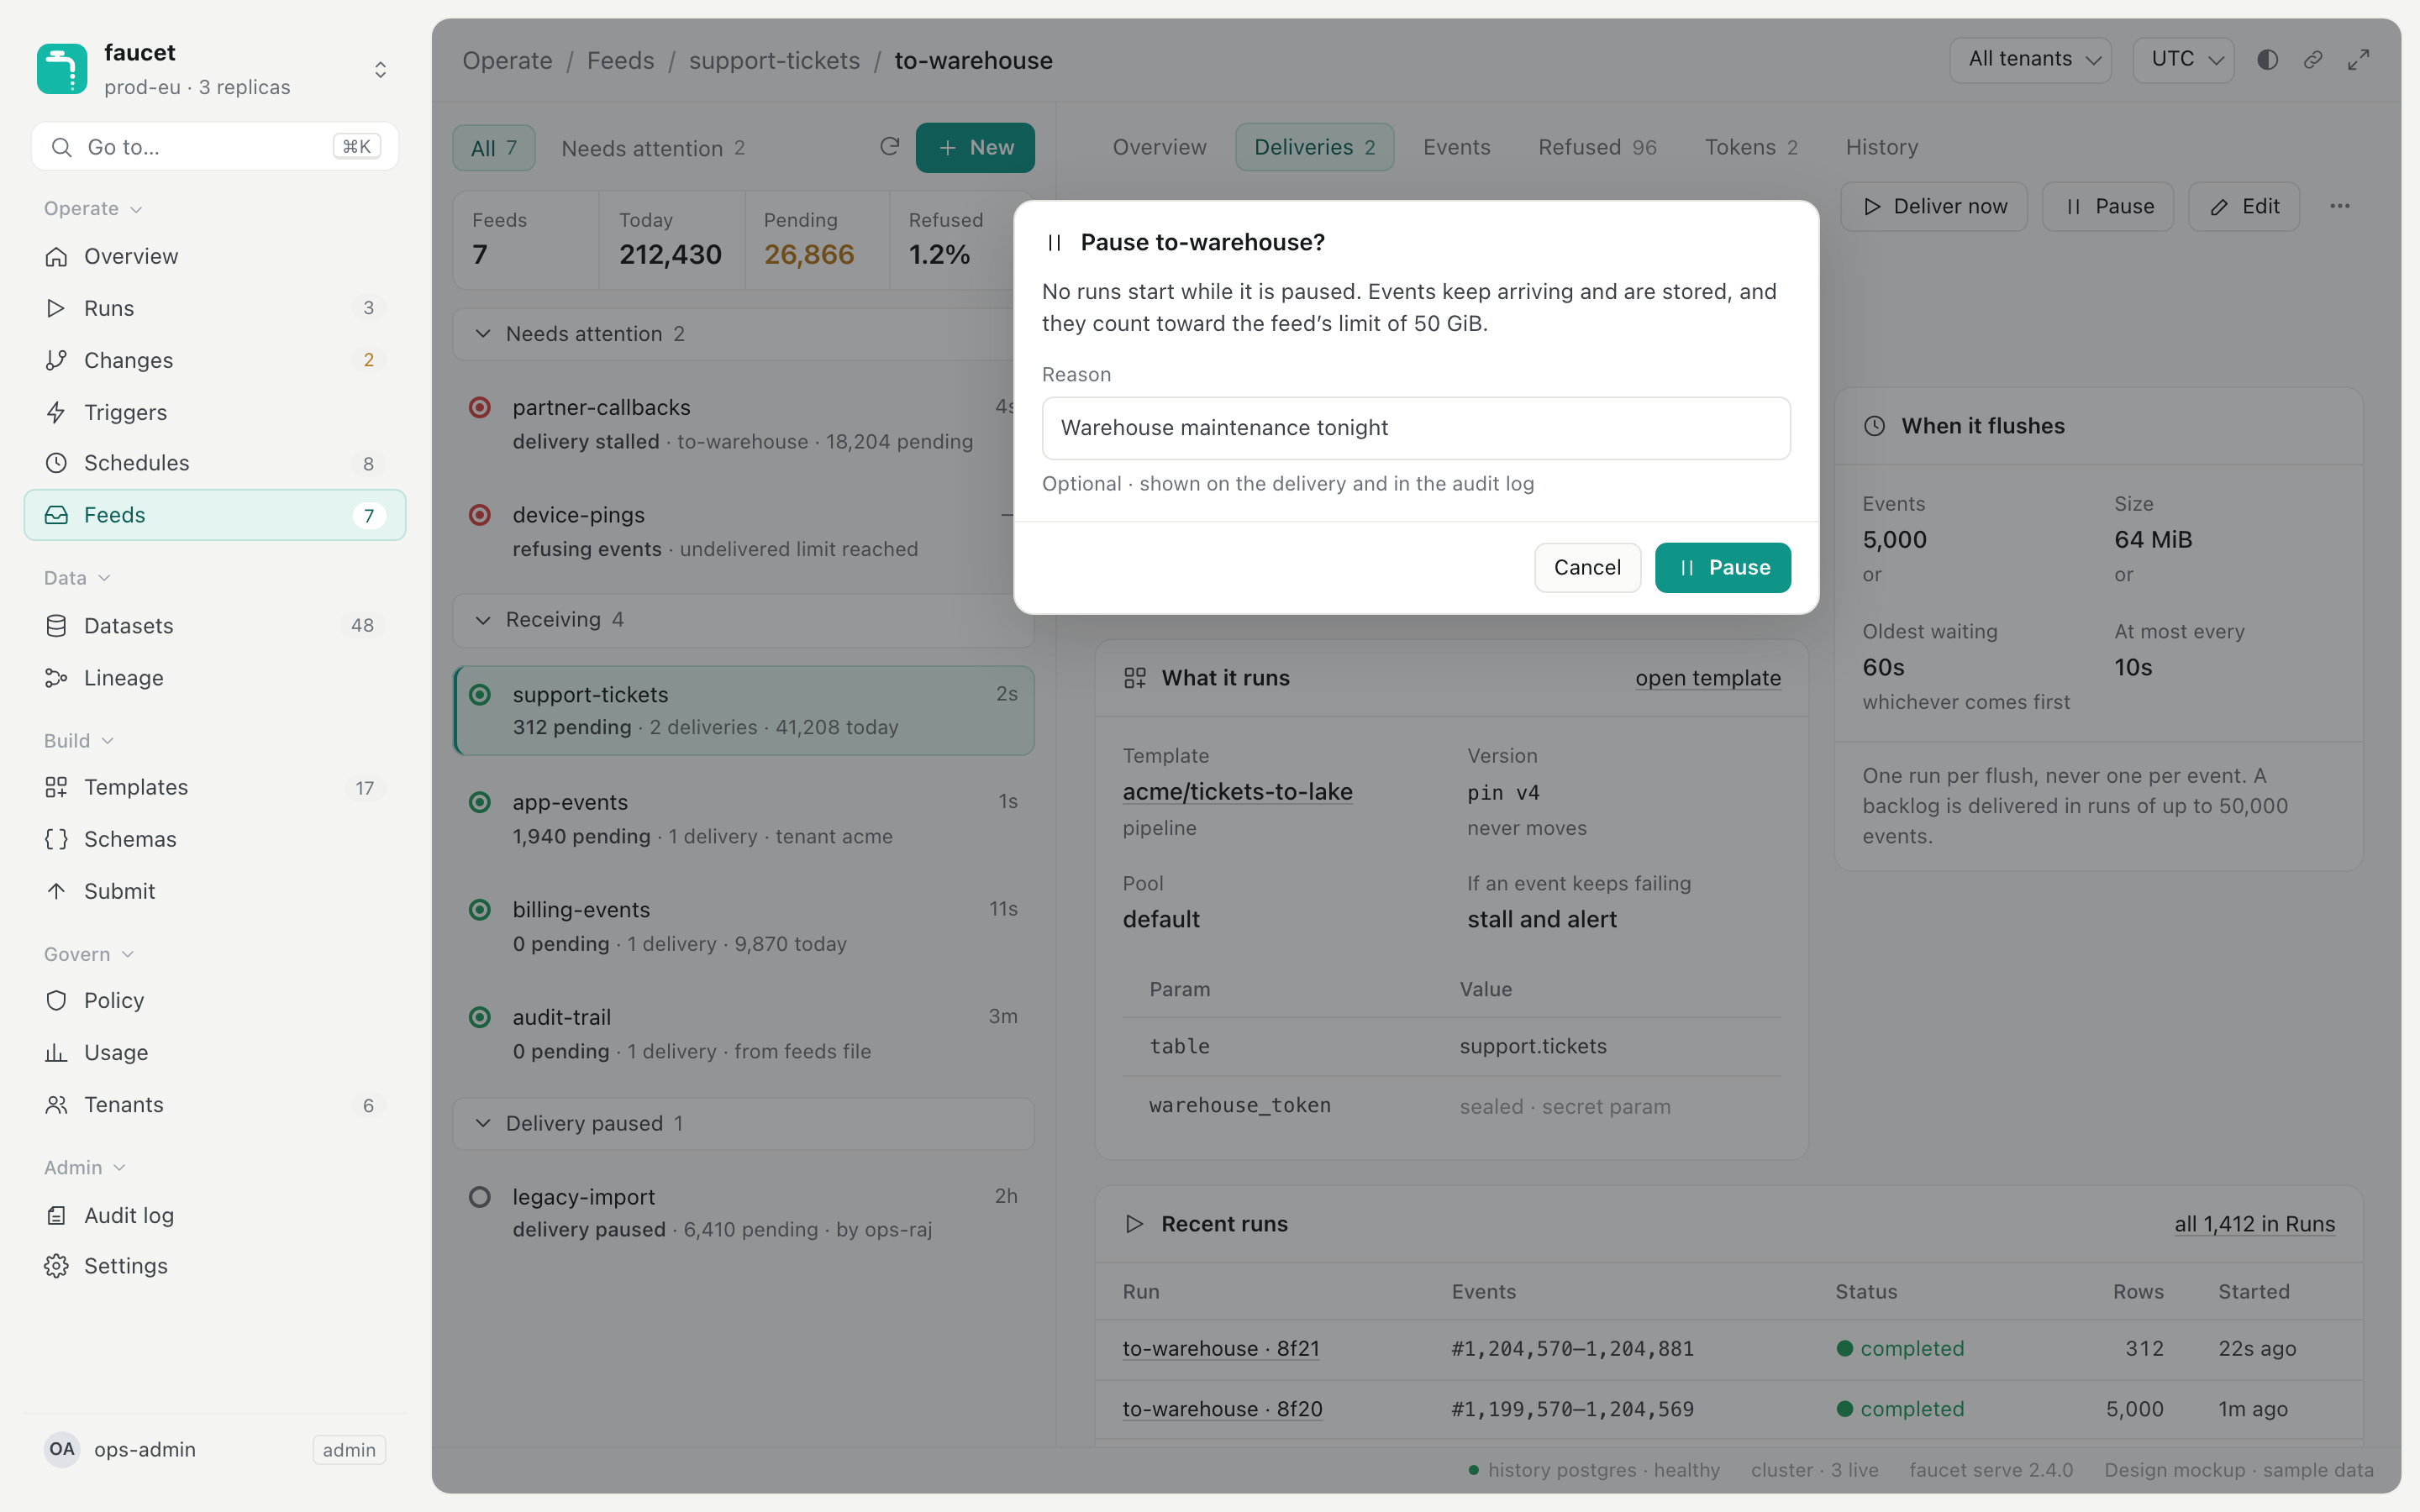 faucet
prod-eu · 3 replicas
Go to...
⌘K
Operate
Overview
Runs 3
Changes 2
Triggers
Schedules 8
Feeds 7
Data
Datasets 48
Lineage
Build
Templates 17
Schemas
Submit
Govern
Policy
Usage
Tenants 6
Admin
Audit log
Settings
OA ops-admin admin
Operate / Feeds / support-tickets / to-warehouse
All tenants
UTC
All 7
Needs attention 2
New
Feeds
7
Today
212,430
Pending
26,866
Refused
1.2%
Needs attention 2
partner-callbacks
delivery stalled · to-warehouse · 18,204 pending
device-pings —
refusing events · undelivered limit reached
Receiving 4
support-tickets 2s
312 pending · 2 deliveries · 41,208 today
app-events 1s
1,940 pending · 1 delivery · tenant acme
billing-events 11s
0 pending · 1 delivery · 9,870 today
audit-trail 3m
0 pending · 1 delivery · from feeds file
Delivery paused 1
legacy-import 2h
delivery paused · 6,410 pending · by ops-raj
Overview
Deliveries 2
Events
Refused 96
Tokens 2
History
Deliver now
Pause
Edit
Pause to-warehouse?
No runs start while it is paused. Events keep arriving and are stored, and
they count toward the feed’s limit of 50 GiB.
Reason
Warehouse maintenance tonight
Optional · shown on the delivery and in the audit log
Cancel
Pause
When it flushes
Events
5,000
or
Size
64 MiB
or
Oldest waiting
60s
whichever comes first
At most every
10s
One run per flush, never one per event. A
backlog is delivered in runs of up to 50,000
events.
What it runs
open template
Template
acme/tickets-to-lake
pipeline
Version
pin v4
never moves
Pool
default
If an event keeps failing
stall and alert
Param Value
table support.tickets
warehouse_token sealed · secret param
Recent runs
all 1,412 in Runs
Run Events Status Rows Started
to-warehouse · 8f21 #1,204,570–1,204,881 completed 312 22s ago
to-warehouse · 8f20 #1,199,570–1,204,569 completed 5,000 1m ago
history postgres · healthy
cluster · 3 live
faucet serve 2.4.0
Design mockup · sample data